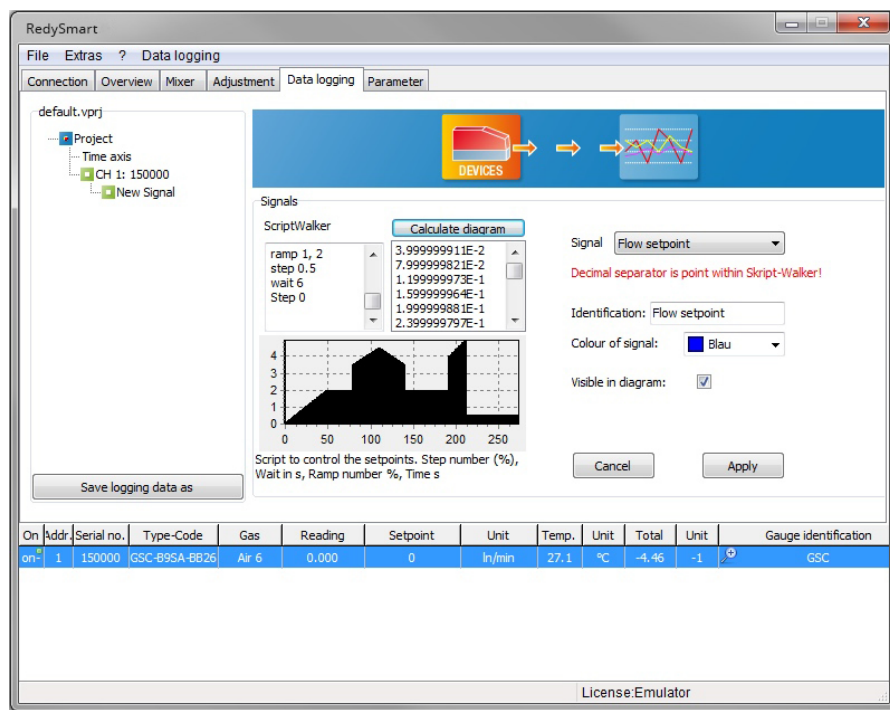 RedySmart
File Extras ? Data logging
Connection Overview Mixer Adjustment Data logging Parameter
default.vprj
Project
Time axis
CH 1: 150000
New Signal
Save logging data as
DEVICES
Signals
ScriptWalker
Calculate diagram
ramp 1, 2
step 0.5
wait 6
Step 0
3.999999911E-2
7.999999821E-2
1.199999973E-1
1.599999964E-1
1.999999881E-1
2.399999797E-1
4
3
2
1
0
0 50 100 150 200 250
Script to control the setpoints. Step number (%),
Wait in s, Ramp number %, Time s
Signal Flow setpoint
Decimal separator is point within Skript-Walker!
Identification: Flow setpoint
Colour of signal: Blau
Visible in diagram:
Cancel Apply
On Addr. Serial no. Type-Code Gas Reading Setpoint Unit Temp. Unit Total Unit Gauge identification
on- 1 150000 GSC-B9SA-BB26 Air 6 0.000 0 ln/min 27.1 °C -4.46 -1 GSC
License:Emulator